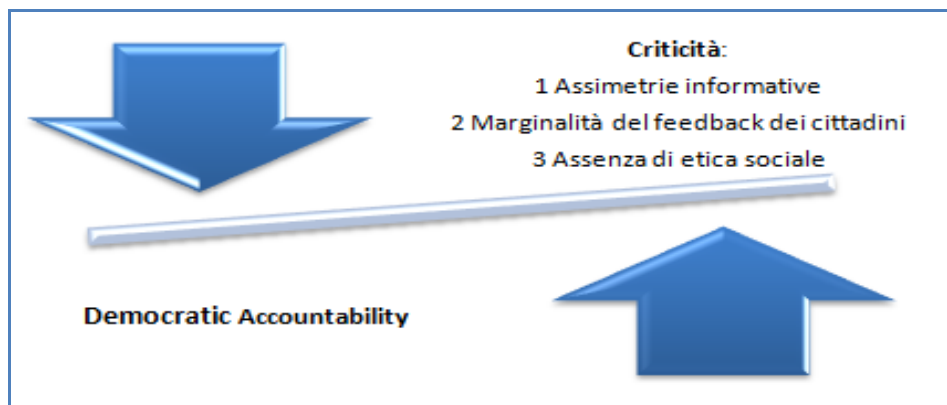 Criticità:
1 Assimetrie informative
2 Marginalità del feedback dei cittadini
3 Assenza di etica sociale
Democratic Accountability